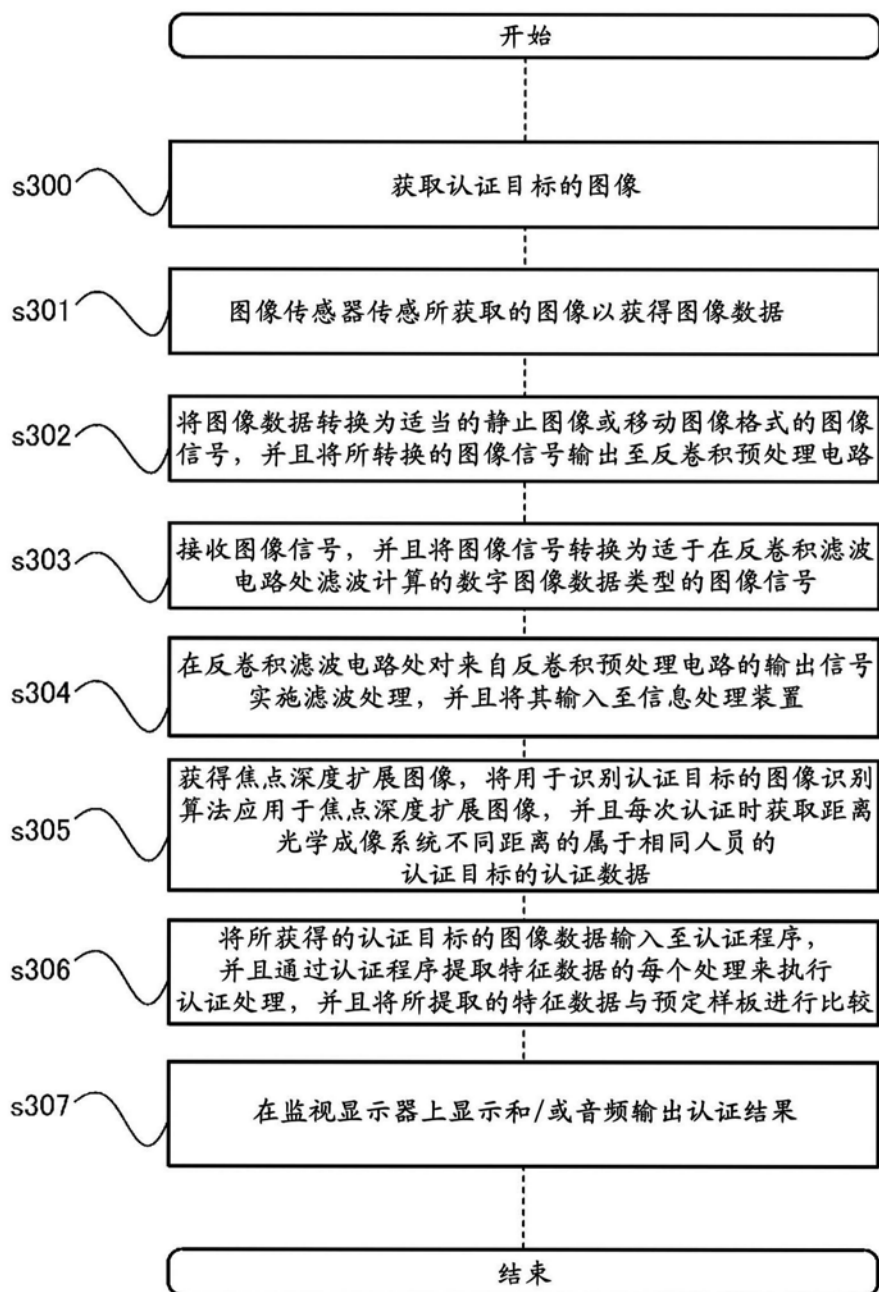 开始
s300
获取认证目标的图像
s301
图像传感器传感所获取的图像以获得图像数据
s302
将图像数据转换为适当的静止图像或移动图像格式的图像
信号，并且将所转换的图像信号输出至反卷积预处理电路
s303
接收图像信号，并且将图像信号转换为适于在反卷积滤波
电路处滤波计算的数字图像数据类型的图像信号
s304
在反卷积滤波电路处对来自反卷积预处理电路的输出信号
实施滤波处理，并且将其输入至信息处理装置
s305
获得焦点深度扩展图像，将用于识别认证目标的图像识别
算法应用于焦点深度扩展图像，并且每次认证时获取距离
光学成像系统不同距离的属于相同人员的
认证目标的认证数据
s306
将所获得的认证目标的图像数据输入至认证程序，
并且通过认证程序提取特征数据的每个处理来执行
认证处理，并且将所提取的特征数据与预定样板进行比较
s307
在监视显示器上显示和/或音频输出认证结果
结束